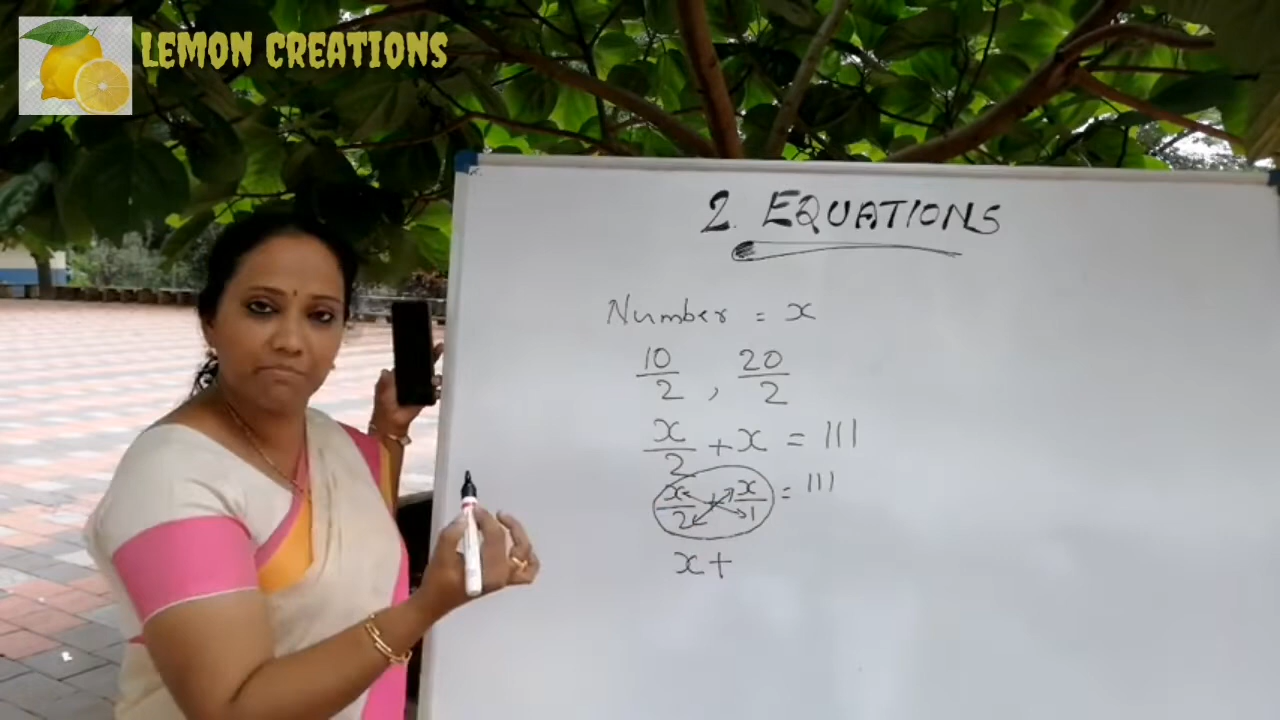 LEMON CREATIONS
2. EQUATIONS
Number = x
10/2 , 20/2
x/2 + x = 111
x/2 + x/1 = 111
x +